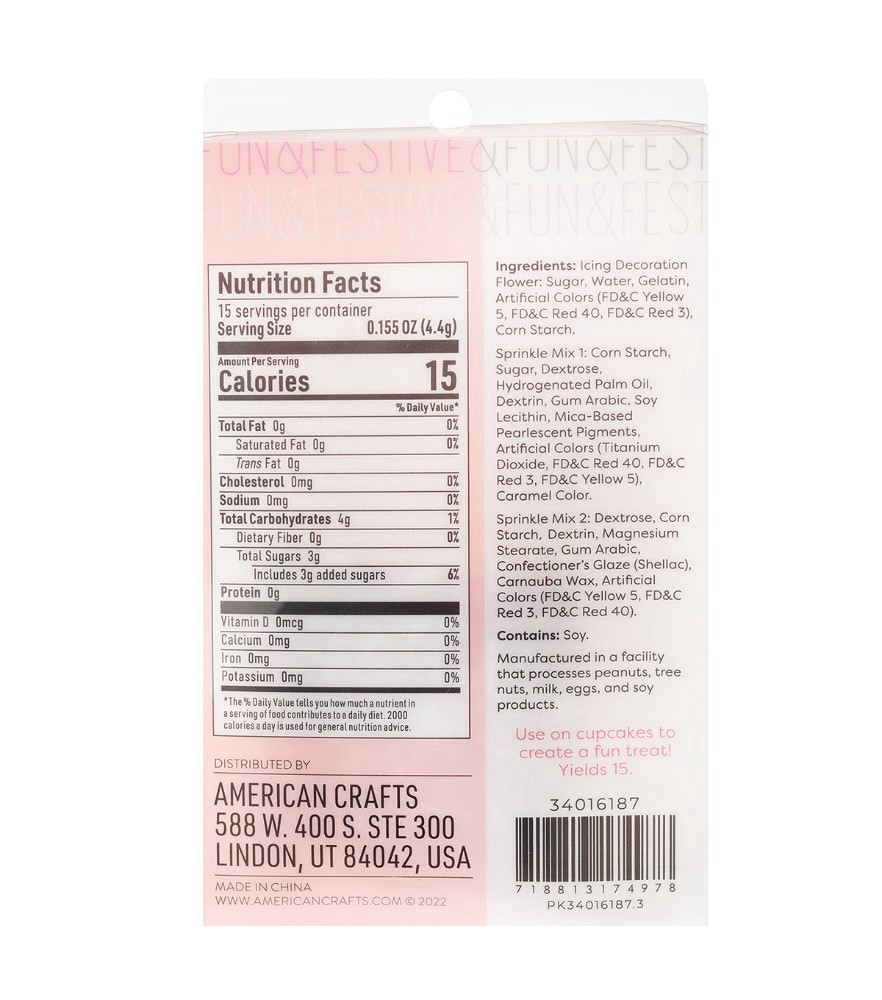 FUN&FESTIVE&FUN&FEST
FUN&FESTIVE&FUN&FEST
Nutrition Facts
15 servings per container
Serving Size 0.155 OZ (4.4g)
Amount Per Serving
Calories 15
% Daily Value*
Total Fat 0g 0%
Saturated Fat 0g 0%
Trans Fat 0g
Cholesterol 0mg 0%
Sodium 0mg 0%
Total Carbohydrates 4g 1%
Dietary Fiber 0g 0%
Total Sugars 3g
Includes 3g added sugars 6%
Protein 0g
Vitamin D 0mcg 0%
Calcium 0mg 0%
Iron 0mg 0%
Potassium 0mg 0%
*The % Daily Value tells you how much a nutrient in
a serving of food contributes to a daily diet. 2000
calories a day is used for general nutrition advice.
DISTRIBUTED BY
AMERICAN CRAFTS
588 W. 400 S. STE 300
LINDON, UT 84042, USA
MADE IN CHINA
WWW.AMERICANCRAFTS.COM © 2022
Ingredients: Icing Decoration
Flower: Sugar, Water, Gelatin,
Artificial Colors (FD&C Yellow
5, FD&C Red 40, FD&C Red 3),
Corn Starch.
Sprinkle Mix 1: Corn Starch,
Sugar, Dextrose,
Hydrogenated Palm Oil,
Dextrin, Gum Arabic, Soy
Lecithin, Mica-Based
Pearlescent Pigments,
Artificial Colors (Titanium
Dioxide, FD&C Red 40, FD&C
Red 3, FD&C Yellow 5),
Caramel Color.
Sprinkle Mix 2: Dextrose, Corn
Starch, Dextrin, Magnesium
Stearate, Gum Arabic,
Confectioner's Glaze (Shellac),
Carnauba Wax, Artificial
Colors (FD&C Yellow 5, FD&C
Red 3, FD&C Red 40).
Contains: Soy.
Manufactured in a facility
that processes peanuts, tree
nuts, milk, eggs, and soy
products.
Use on cupcakes to
create a fun treat!
Yields 15.
34016187
7 18813 17497 8
PK34016187.3